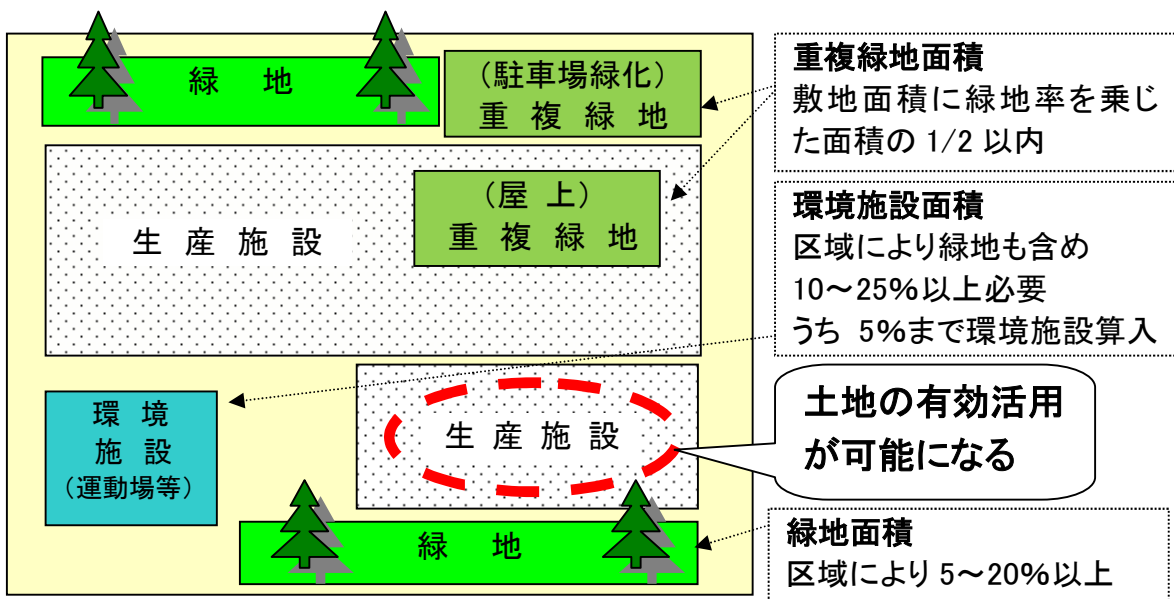 緑 地
(駐車場緑化)
重 複 緑 地
(屋 上)
重 複 緑 地
生 産 施 設
環 境
施 設
(運動場等)
生 産 施 設
緑 地
重複緑地面積
敷地面積に緑地率を乗じ
た面積の 1/2 以内
環境施設面積
区域により緑地も含め
10~25%以上必要
うち 5%まで環境施設算入
土地の有効活用
が可能になる
緑地面積
区域により 5~20%以上